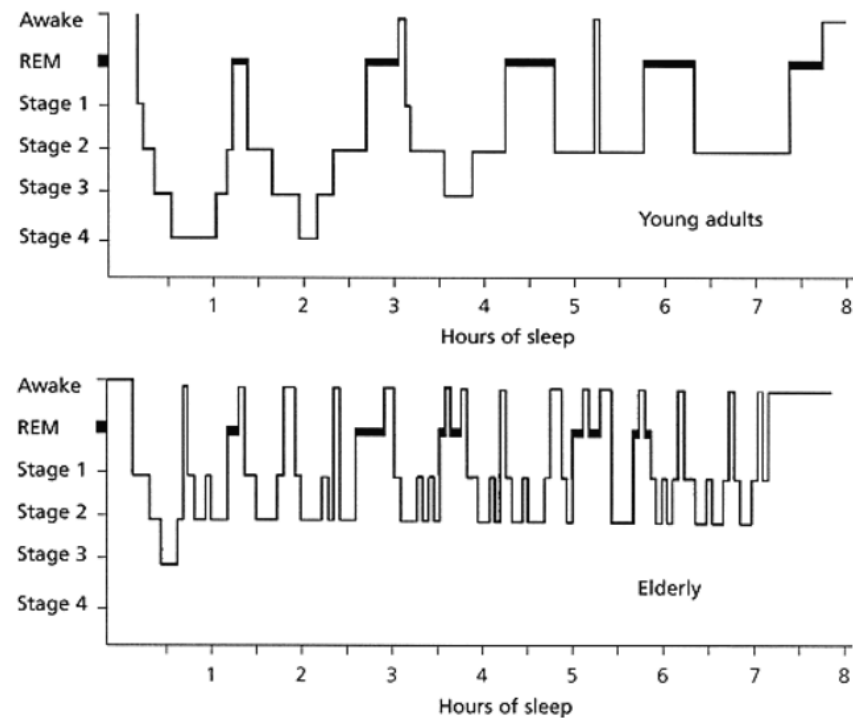 Awake
REM
Stage 1
Stage 2
Stage 3
Stage 4
Young adults
1 2 3 4 5 6 7 8
Hours of sleep
Awake
REM
Stage 1
Stage 2
Stage 3
Stage 4
Elderly
1 2 3 4 5 6 7 8
Hours of sleep